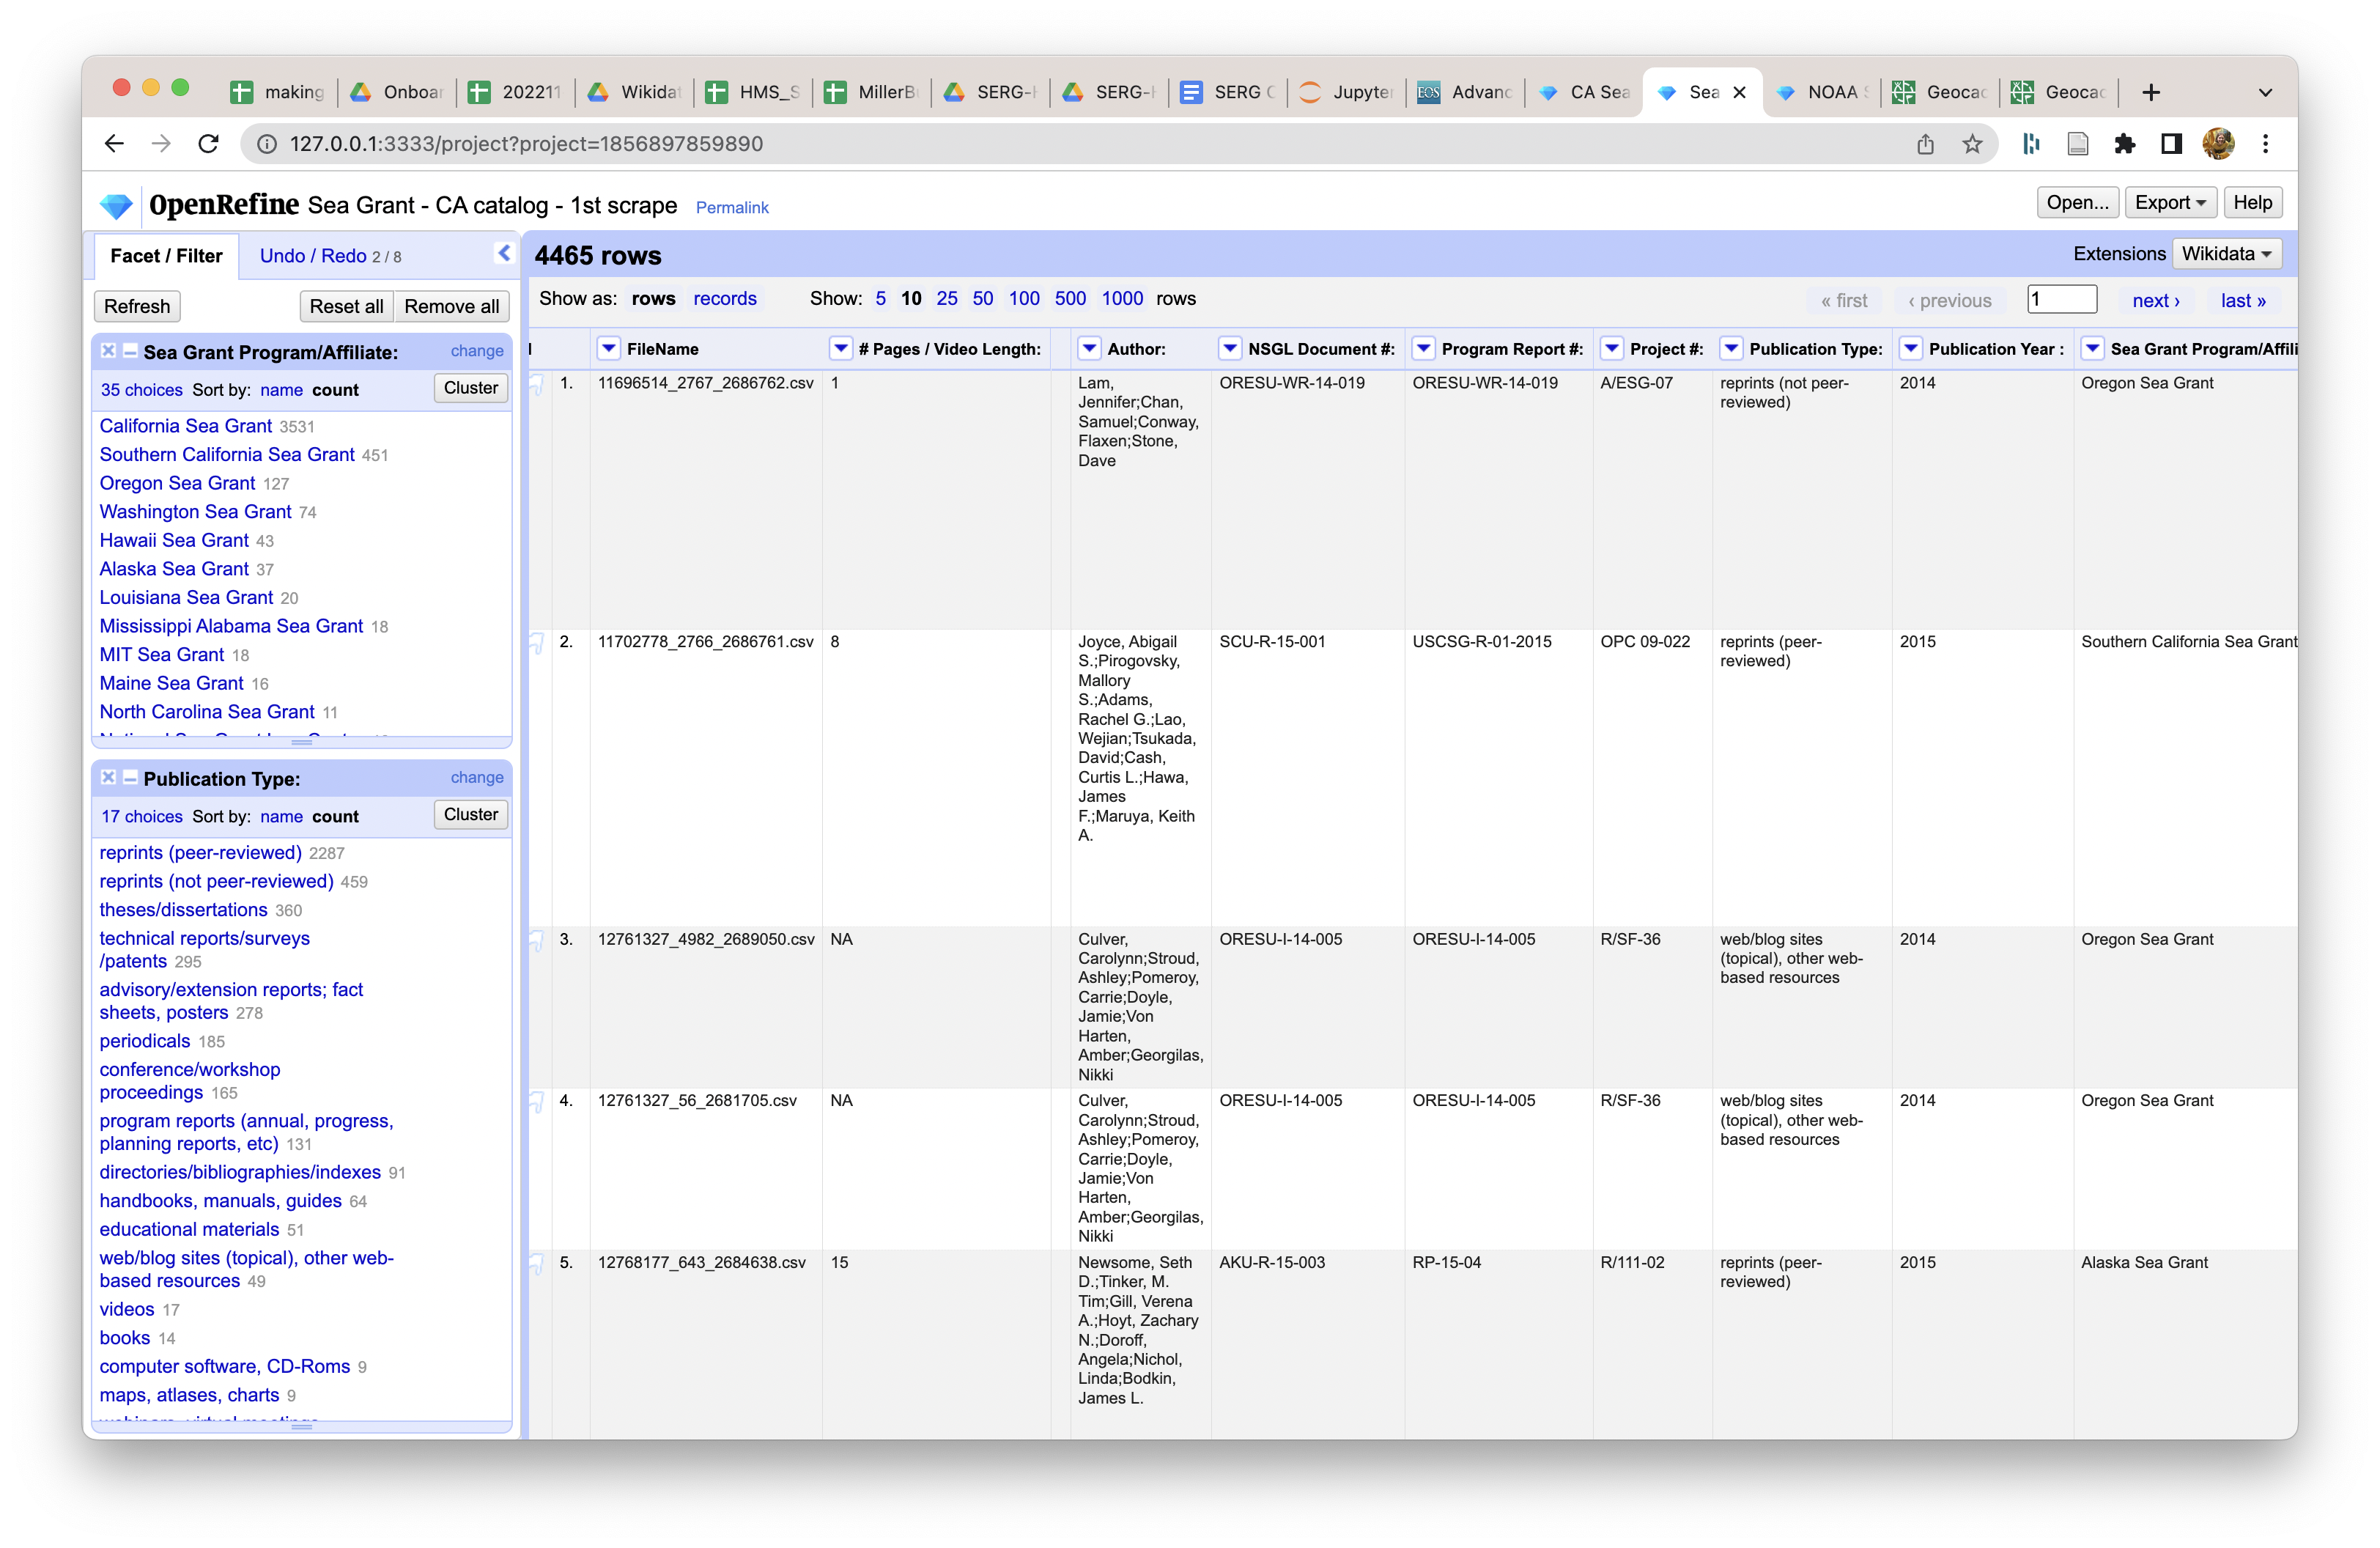 making
Onboar
202211
Wikidat
HMS_S
MillerB
SERG-H
SERG-H
SERG C
Jupyter
EOS Advanc
CA Sea
Sea
NOAA S
Geocac
Geocac
127.0.0.1:3333/project?project=1856897859890
OpenRefine Sea Grant - CA catalog - 1st scrape Permalink
Open... Export Help
Facet / Filter Undo / Redo 2 / 8
4465 rows
Extensions Wikidata
Refresh Reset all Remove all
Show as: rows records Show: 5 10 25 50 100 500 1000 rows
« first ‹ previous 1 next › last »
Sea Grant Program/Affiliate: change
35 choices Sort by: name count Cluster
California Sea Grant 3531
Southern California Sea Grant 451
Oregon Sea Grant 127
Washington Sea Grant 74
Hawaii Sea Grant 43
Alaska Sea Grant 37
Louisiana Sea Grant 20
Mississippi Alabama Sea Grant 18
MIT Sea Grant 18
Maine Sea Grant 16
North Carolina Sea Grant 11
Publication Type: change
17 choices Sort by: name count Cluster
reprints (peer-reviewed) 2287
reprints (not peer-reviewed) 459
theses/dissertations 360
technical reports/surveys
/patents 295
advisory/extension reports; fact
sheets, posters 278
periodicals 185
conference/workshop
proceedings 165
program reports (annual, progress,
planning reports, etc) 131
directories/bibliographies/indexes 91
handbooks, manuals, guides 64
educational materials 51
web/blog sites (topical), other web-
based resources 49
videos 17
books 14
computer software, CD-Roms 9
maps, atlases, charts 9
FileName # Pages / Video Length: Author: NSGL Document #: Program Report #: Project #: Publication Type: Publication Year : Sea Grant Program/Affili
1. 11696514_2767_2686762.csv 1
Lam,
Jennifer;Chan,
Samuel;Conway,
Flaxen;Stone,
Dave
ORESU-WR-14-019 ORESU-WR-14-019 A/ESG-07
reprints (not peer-
reviewed)
2014 Oregon Sea Grant
2. 11702778_2766_2686761.csv 8
Joyce, Abigail
S.;Pirogovsky,
Mallory
S.;Adams,
Rachel G.;Lao,
Wejian;Tsukada,
David;Cash,
Curtis L.;Hawa,
James
F.;Maruya, Keith
A.
SCU-R-15-001 USCSG-R-01-2015 OPC 09-022
reprints (peer-
reviewed)
2015 Southern California Sea Grant
3. 12761327_4982_2689050.csv NA
Culver,
Carolynn;Stroud,
Ashley;Pomeroy,
Carrie;Doyle,
Jamie;Von
Harten,
Amber;Georgilas,
Nikki
ORESU-I-14-005 ORESU-I-14-005 R/SF-36
web/blog sites
(topical), other web-
based resources
2014 Oregon Sea Grant
4. 12761327_56_2681705.csv NA
Culver,
Carolynn;Stroud,
Ashley;Pomeroy,
Carrie;Doyle,
Jamie;Von
Harten,
Amber;Georgilas,
Nikki
ORESU-I-14-005 ORESU-I-14-005 R/SF-36
web/blog sites
(topical), other web-
based resources
2014 Oregon Sea Grant
5. 12768177_643_2684638.csv 15
Newsome, Seth
D.;Tinker, M.
Tim;Gill, Verena
A.;Hoyt, Zachary
N.;Doroff,
Angela;Nichol,
Linda;Bodkin,
James L.
AKU-R-15-003 RP-15-04 R/111-02
reprints (peer-
reviewed)
2015 Alaska Sea Grant